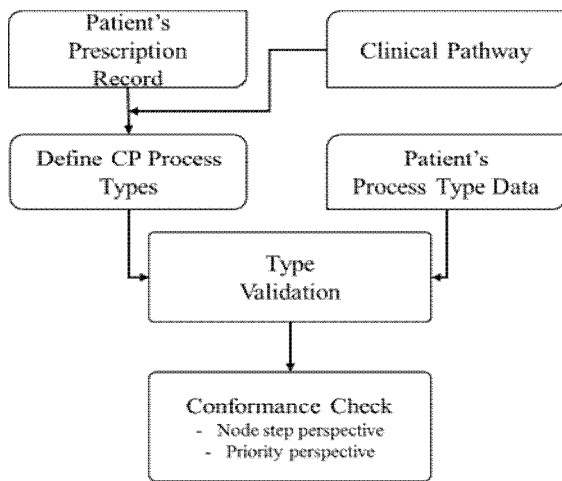 Patient's
Prescription
Record
Clinical Pathway
Define CP Process
Types
Patient's
Process Type Data
Type
Validation
Conformance Check
- Node step perspective
- Priority perspective